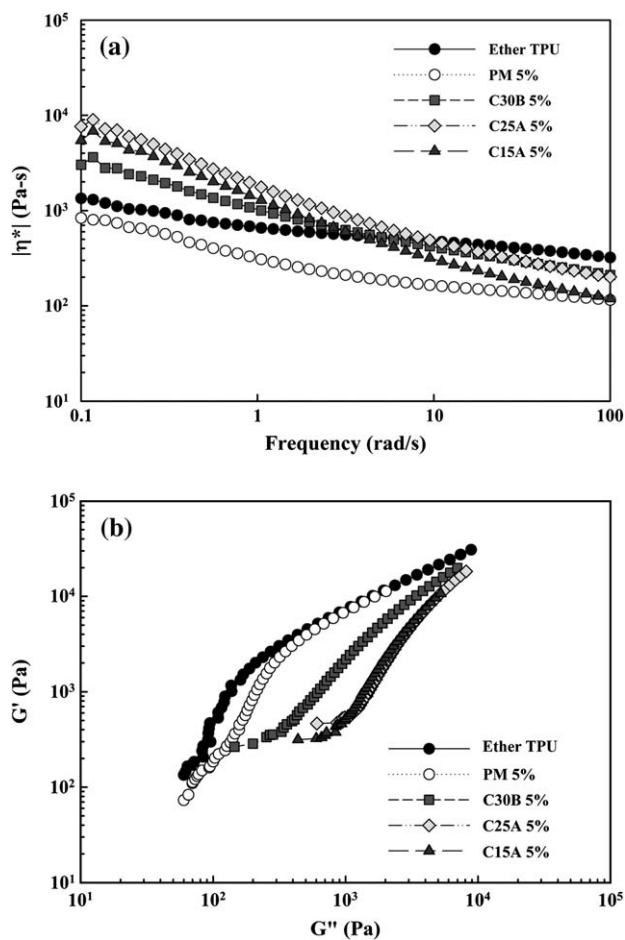 (a)
Ether TPU
PM 5%
C30B 5%
C25A 5%
C15A 5%
10⁵
10⁴
10³
10²
10¹
|η*| (Pa-s)
0.1 1 10 100
Frequency (rad/s)
(b)
10⁵
10⁴
10³
10²
10¹
G' (Pa)
Ether TPU
PM 5%
C30B 5%
C25A 5%
C15A 5%
10¹ 10² 10³ 10⁴ 10⁵
G'' (Pa)